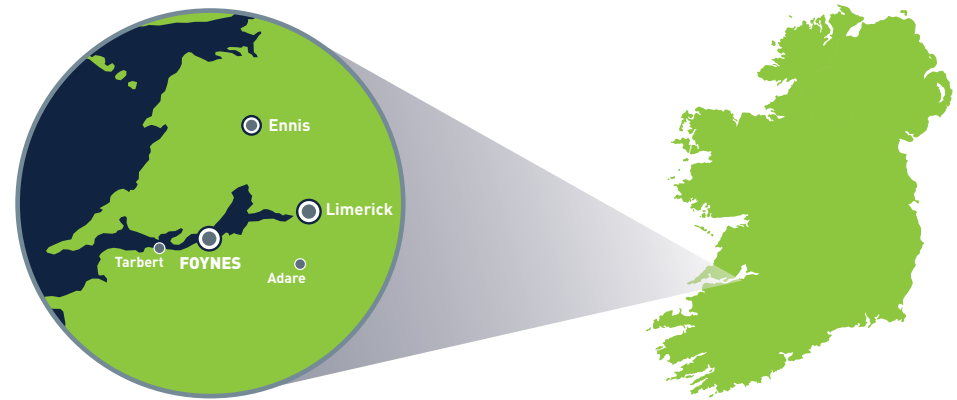 Ennis
Limerick
Tarbert
FOYNES
Adare